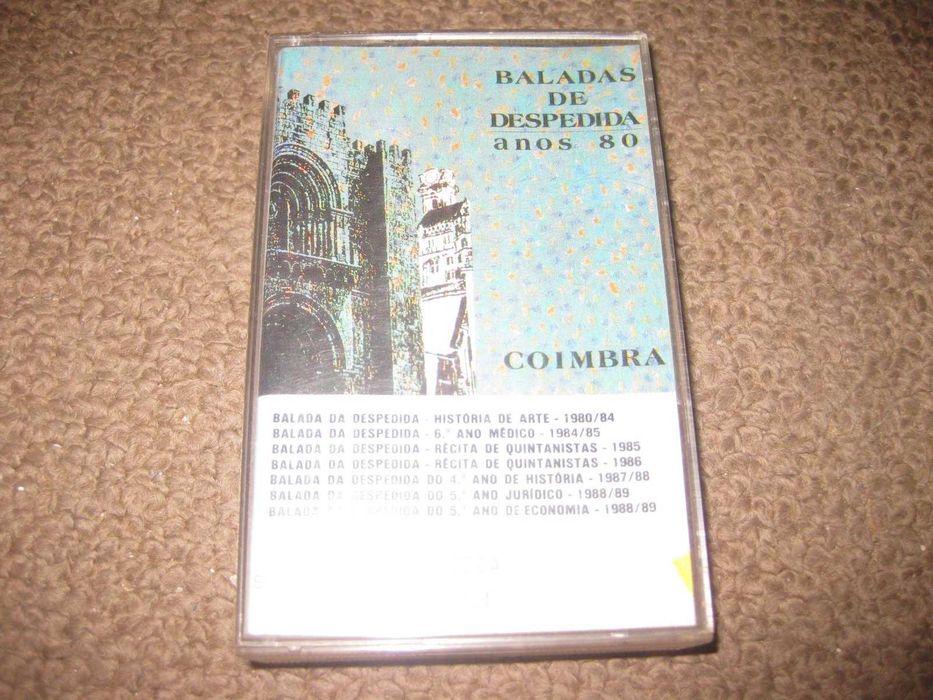 BALADAS
DE
DESPEDIDA
anos 80
COIMBRA
BALADA DA DESPEDIDA - HISTÓRIA DE ARTE - 1980/84
BALADA DA DESPEDIDA - 6.° ANO MÉDICO - 1984/85
BALADA DA DESPEDIDA - RÉCITA DE QUINTANISTAS - 1985
BALADA DA DESPEDIDA - RÉCITA DE QUINTANISTAS - 1986
BALADA DA DESPEDIDA DO 4.° ANO DE HISTÓRIA - 1987/88
BALADA DA DESPEDIDA DO 5.° ANO JURÍDICO - 1988/89
BALADA DA DESPEDIDA DO 5.° ANO DE ECONOMIA - 1988/89